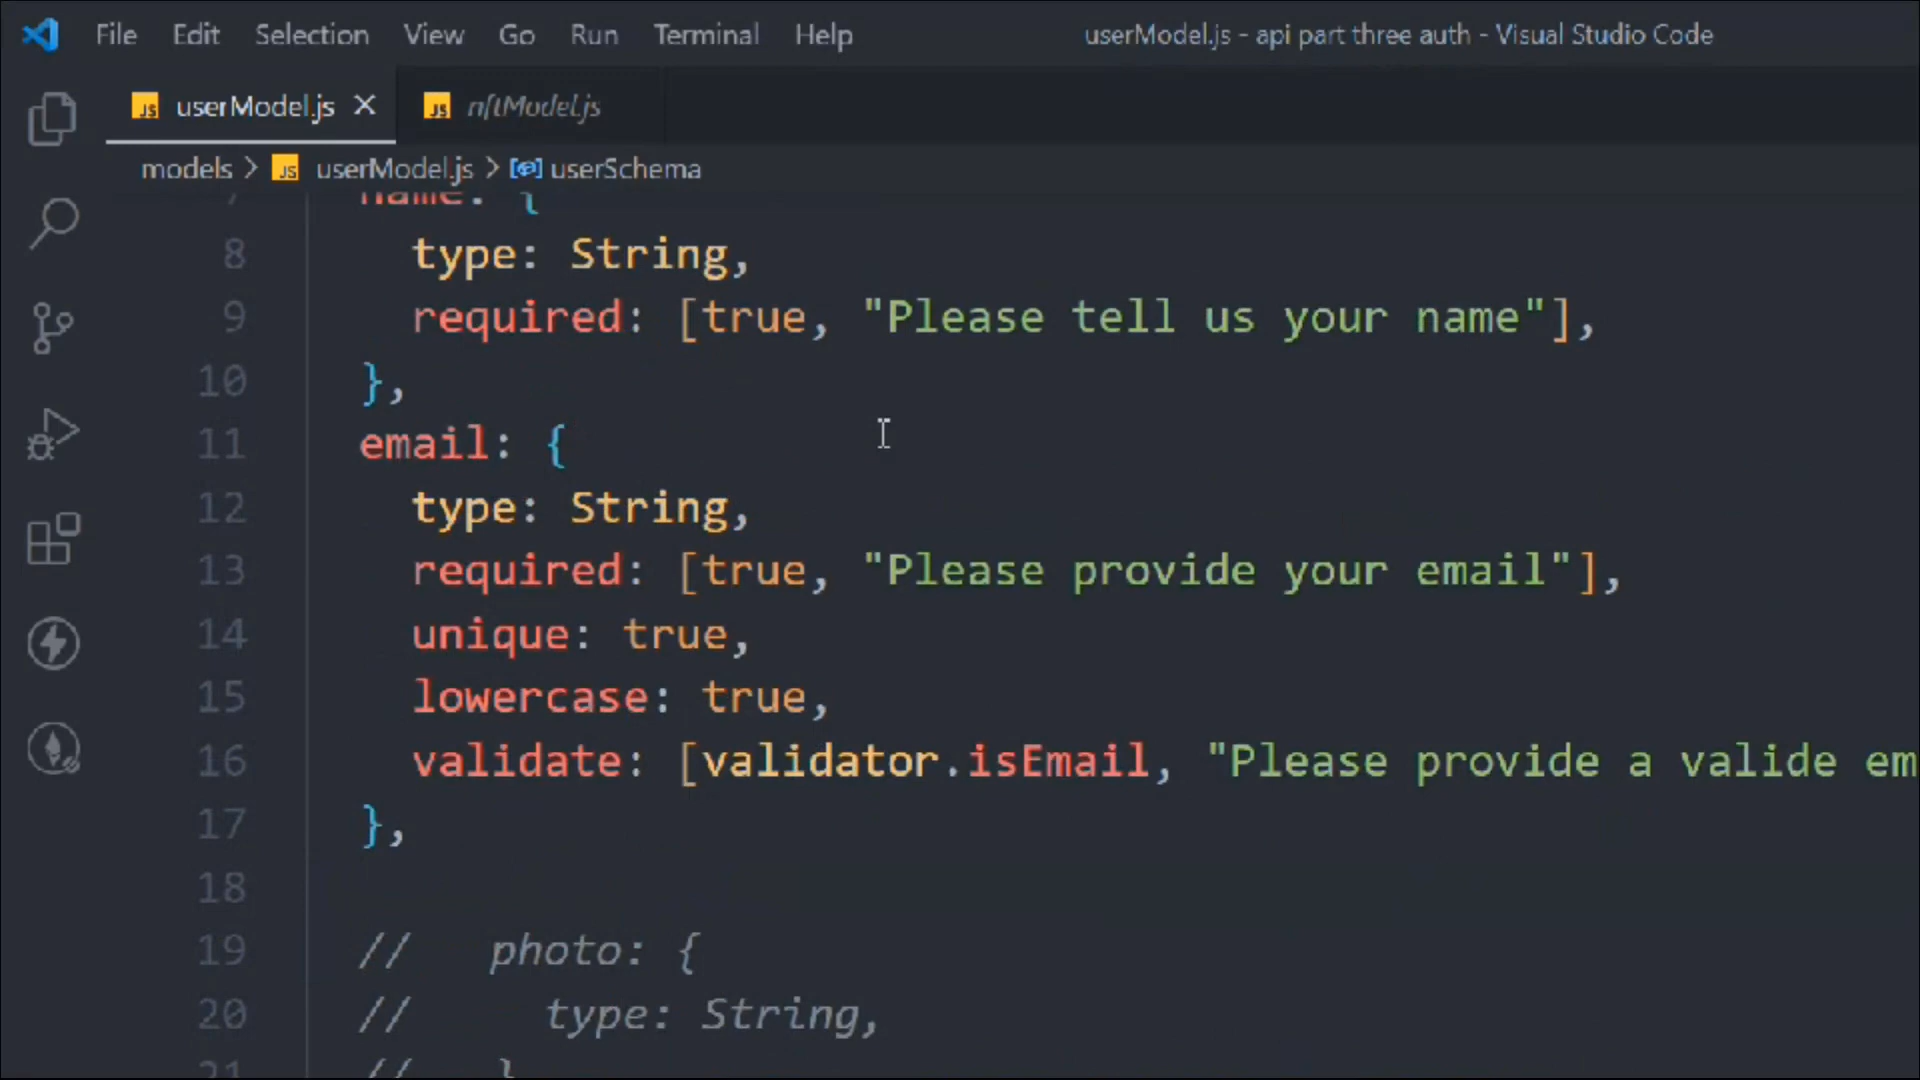 File Edit Selection View Go Run Terminal Help userModel.js - api part three auth - Visual Studio Code
JS userModel.js JS nftModel.js
models > JS userModel.js > userSchema
7 name: {
8 type: String,
9 required: [true, "Please tell us your name"],
10 },
11 email: {
12 type: String,
13 required: [true, "Please provide your email"],
14 unique: true,
15 lowercase: true,
16 validate: [validator.isEmail, "Please provide a valide em
17 },
18
19 // photo: {
20 // type: String,
21 // }